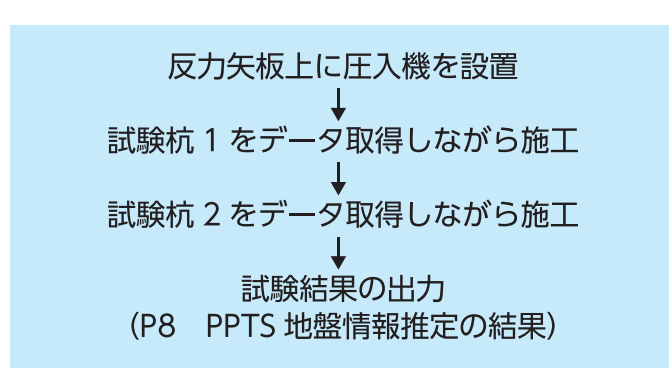 反力矢板上に圧入機を設置
↓
試験杭 1 をデータ取得しながら施工
↓
試験杭 2 をデータ取得しながら施工
↓
試験結果の出力
（P8　PPTS 地盤情報推定の結果）